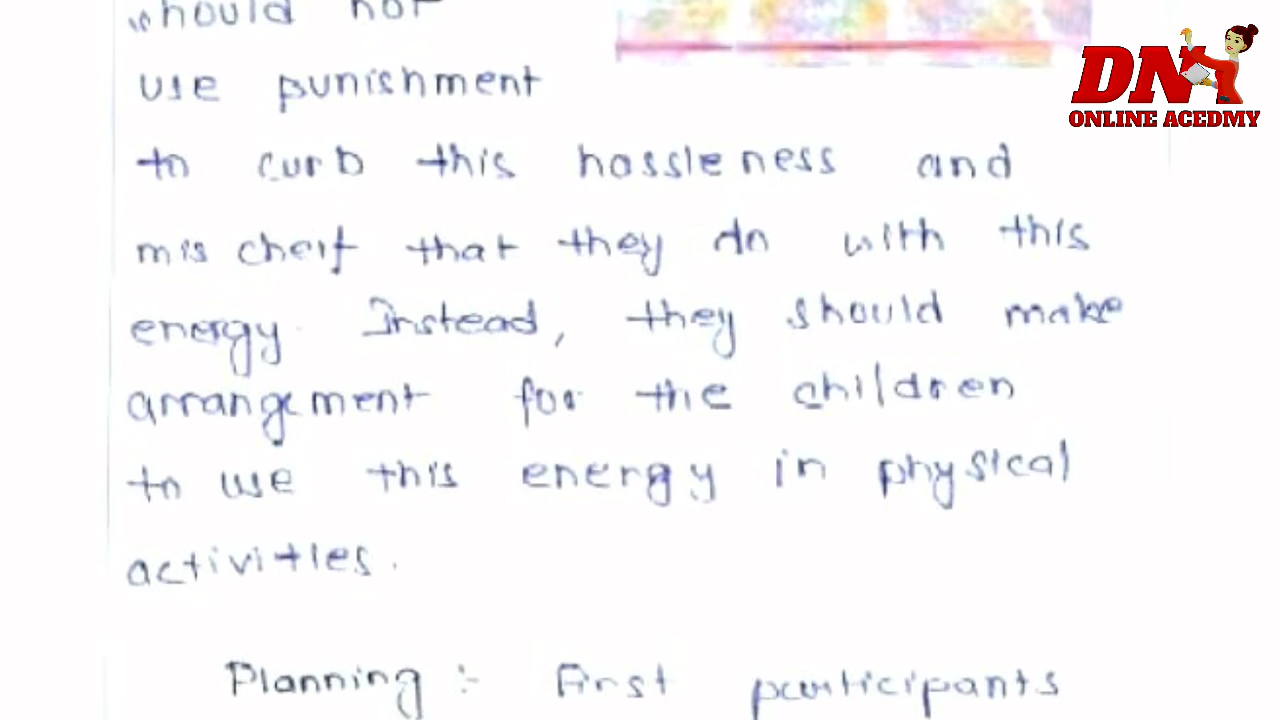 should not
use punishment
to curb this hossleness and
mischeif that they do with this
energy. Instead, they should make
arrangement for the children
to use this energy in physical
activities.
Planning :- First participants
DN
ONLINE ACEDMY